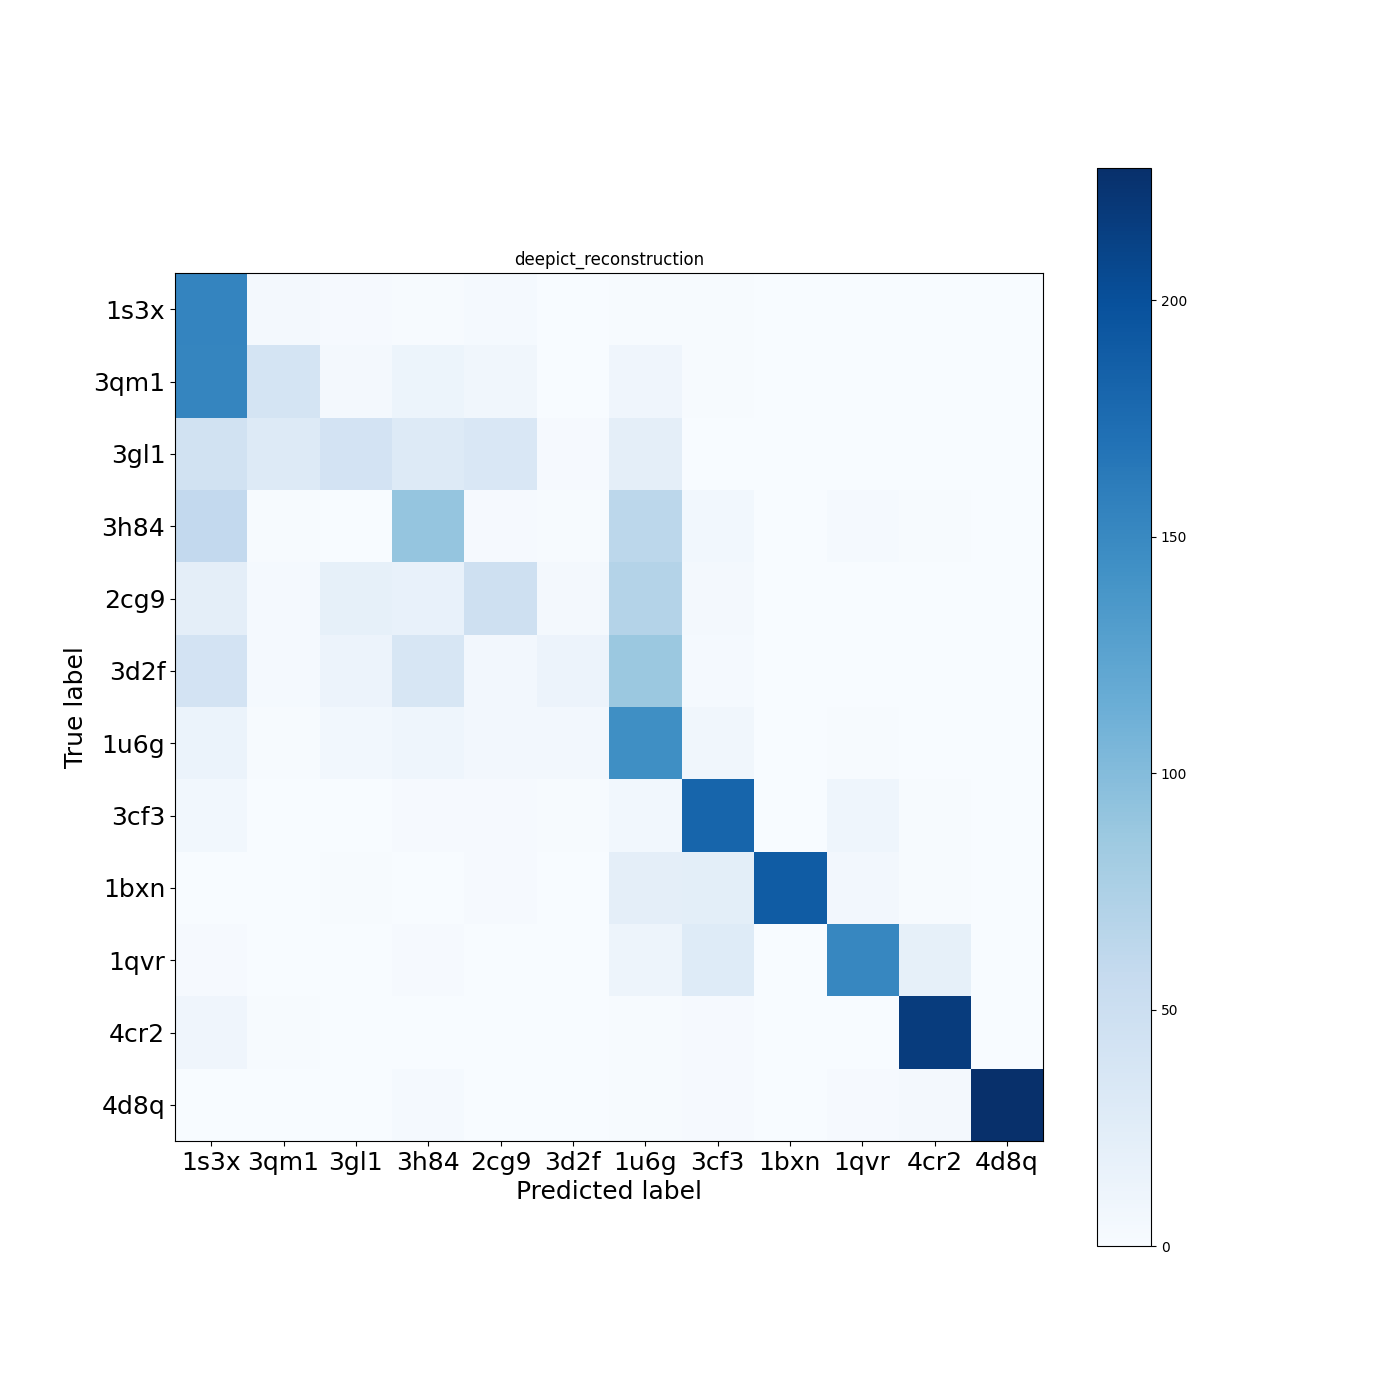 deepict_reconstruction
True label
1s3x
3qm1
3gl1
3h84
2cg9
3d2f
1u6g
3cf3
1bxn
1qvr
4cr2
4d8q
1s3x 3qm1 3gl1 3h84 2cg9 3d2f 1u6g 3cf3 1bxn 1qvr 4cr2 4d8q
Predicted label
200
150
100
50
0